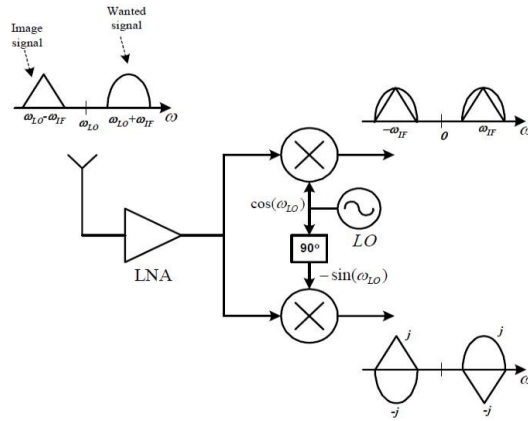 Image
signal
Wanted
signal
ω_LO-ω_IF
ω_LO
ω_LO+ω_IF
ω
-ω_IF
0
ω_IF
ω
cos(ω_LO)
LO
90°
LNA
-sin(ω_LO)
j
j
ω
-j
-j